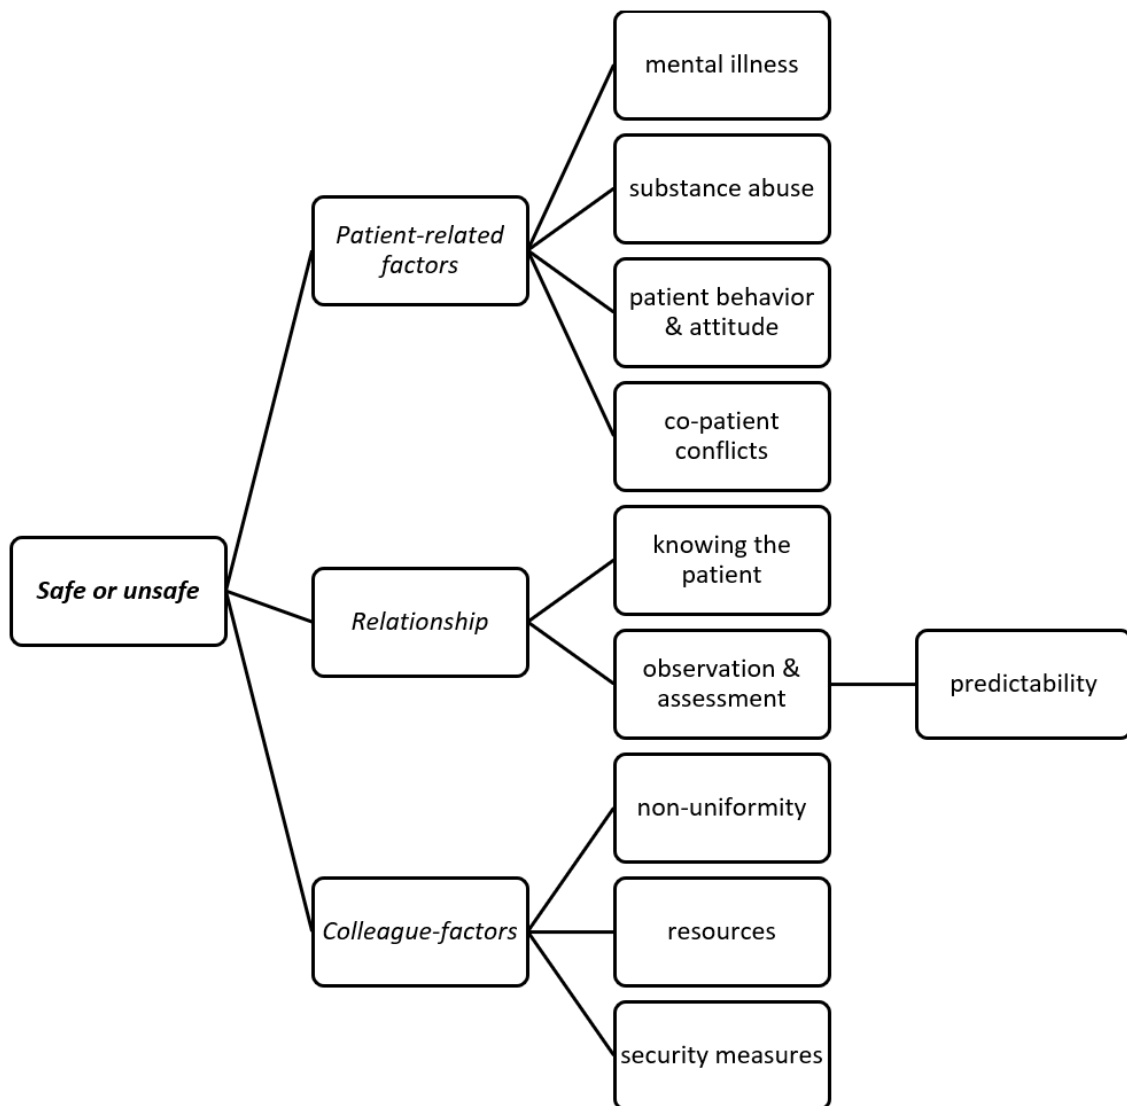 mental illness
substance abuse
Patient-related
factors
patient behavior
& attitude
co-patient
conflicts
knowing the
patient
Safe or unsafe
Relationship
observation &
assessment
predictability
non-uniformity
Colleague-factors
resources
security measures